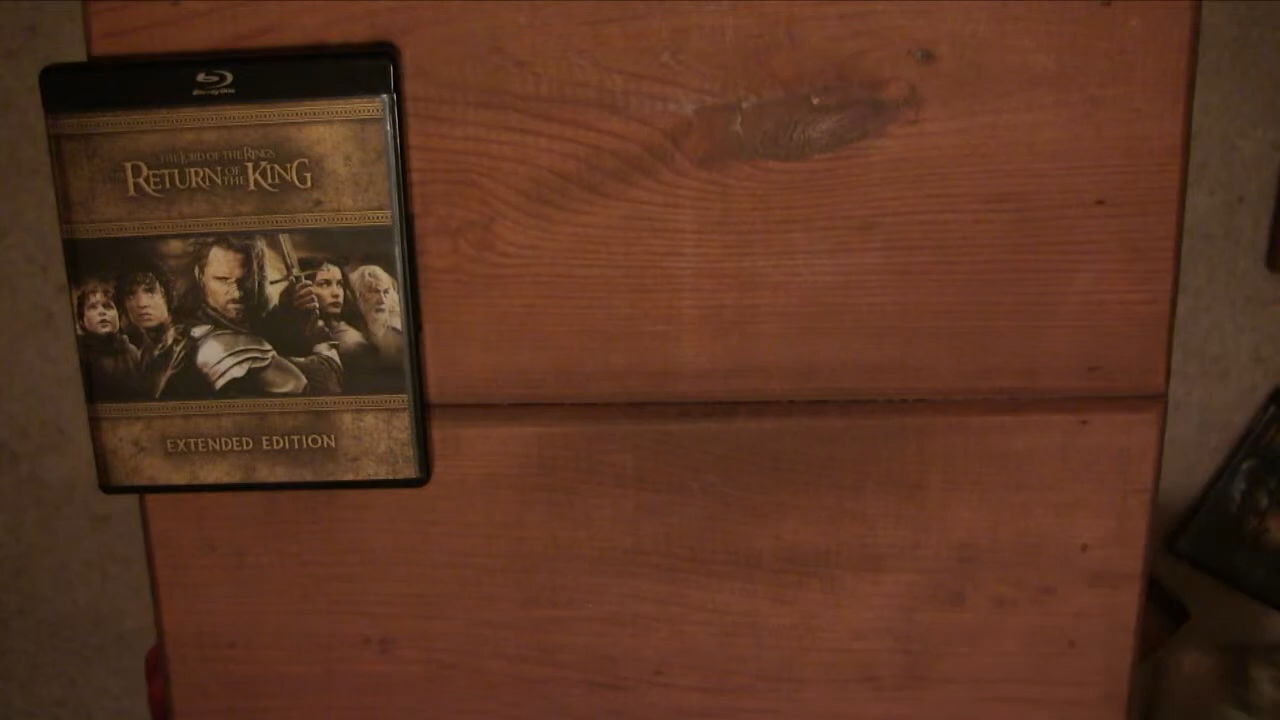 Blu-ray Disc
THE LORD OF THE RINGS
RETURN OF THE KING
EXTENDED EDITION